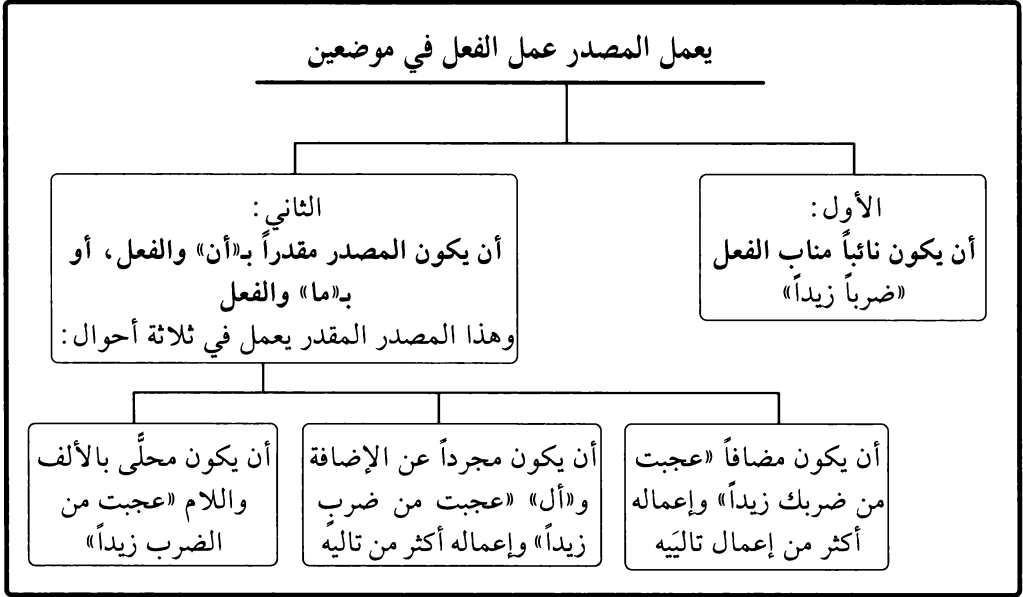 يعمل المصدر عمل الفعل في موضعين
الأول:
أن يكون نائباً مناب الفعل
«ضرباً زيداً»
الثاني:
أن يكون المصدر مقدراً بـ«أن» والفعل، أو
بـ«ما» والفعل
وهذا المصدر المقدر يعمل في ثلاثة أحوال:
أن يكون مضافاً «عجبت
من ضربك زيداً» وإعماله
أكثر من إعمال تاليَيه
أن يكون مجرداً عن الإضافة
و«أل» «عجبت من ضربٍ
زيداً» وإعماله أكثر من تاليه
أن يكون محلَّى بالألف
واللام «عجبت من
الضرب زيداً»